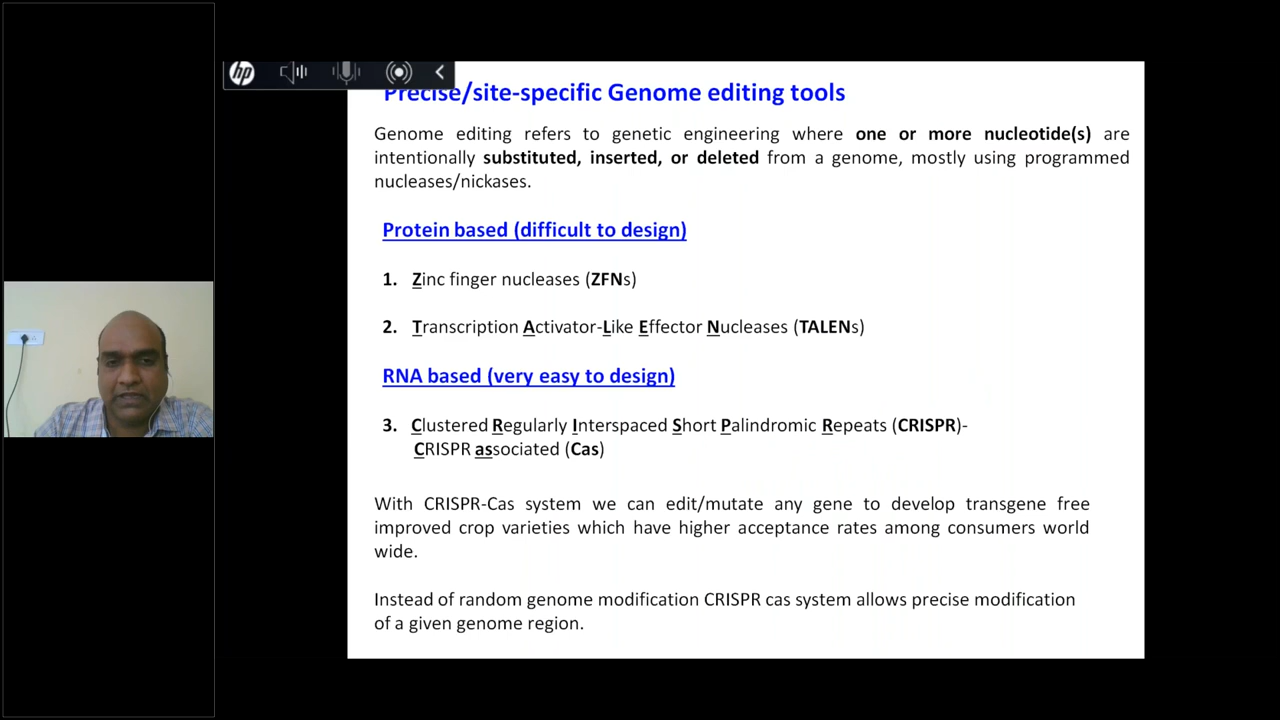 hp
Precise/site-specific Genome editing tools
Genome editing refers to genetic engineering where one or more nucleotide(s) are
intentionally substituted, inserted, or deleted from a genome, mostly using programmed
nucleases/nickases.
Protein based (difficult to design)
1. Zinc finger nucleases (ZFNs)
2. Transcription Activator-Like Effector Nucleases (TALENs)
RNA based (very easy to design)
3. Clustered Regularly Interspaced Short Palindromic Repeats (CRISPR)-
CRISPR associated (Cas)
With CRISPR-Cas system we can edit/mutate any gene to develop transgene free
improved crop varieties which have higher acceptance rates among consumers world
wide.
Instead of random genome modification CRISPR cas system allows precise modification
of a given genome region.